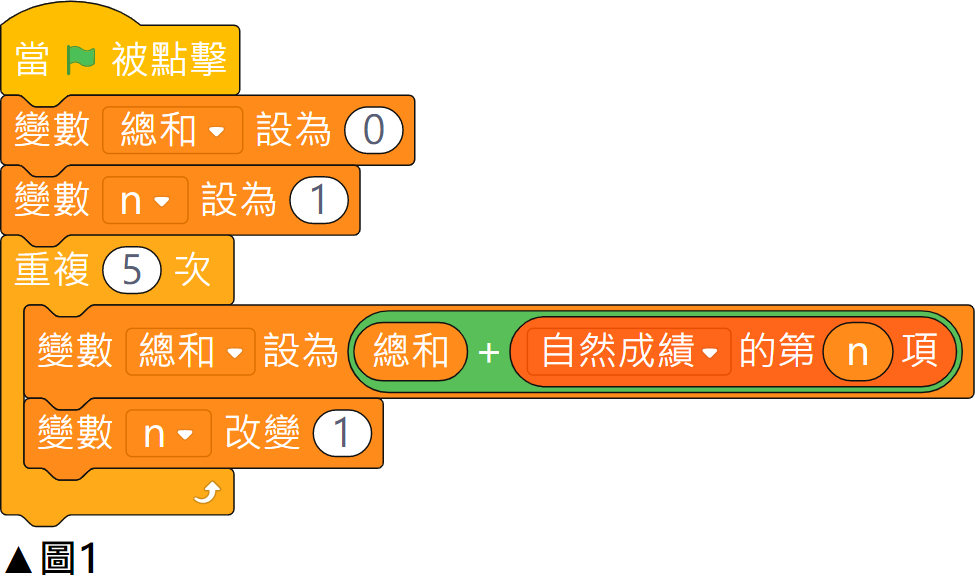 當 被點擊
變數 總和 設為 0
變數 n 設為 1
重複 5 次
變數 總和 設為 總和 + 自然成績 的第 n 項
變數 n 改變 1
▲圖1